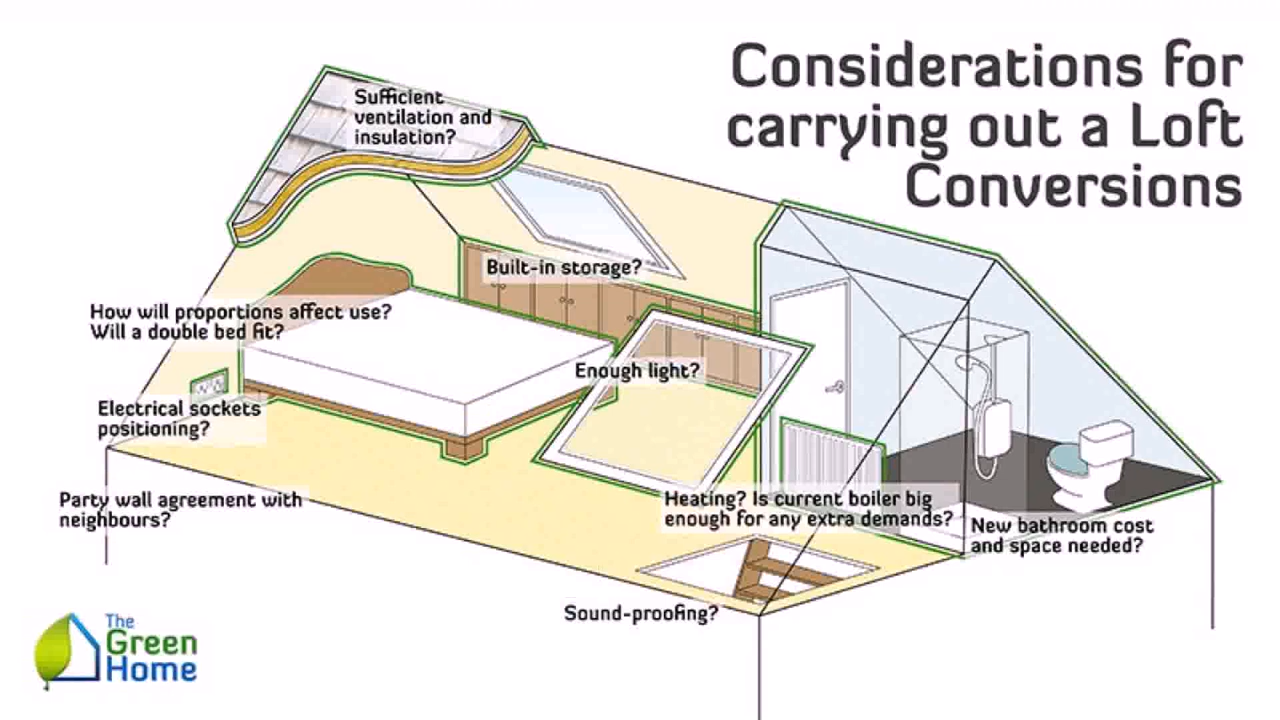 Considerations for
carrying out a Loft
Conversions
Sufficient
ventilation and
insulation?
Built-in storage?
How will proportions affect use?
Will a double bed fit?
Enough light?
Electrical sockets
positioning?
Party wall agreement with
neighbours?
Heating? Is current boiler big
enough for any extra demands?
New bathroom cost
and space needed?
Sound-proofing?
The
Green
Home